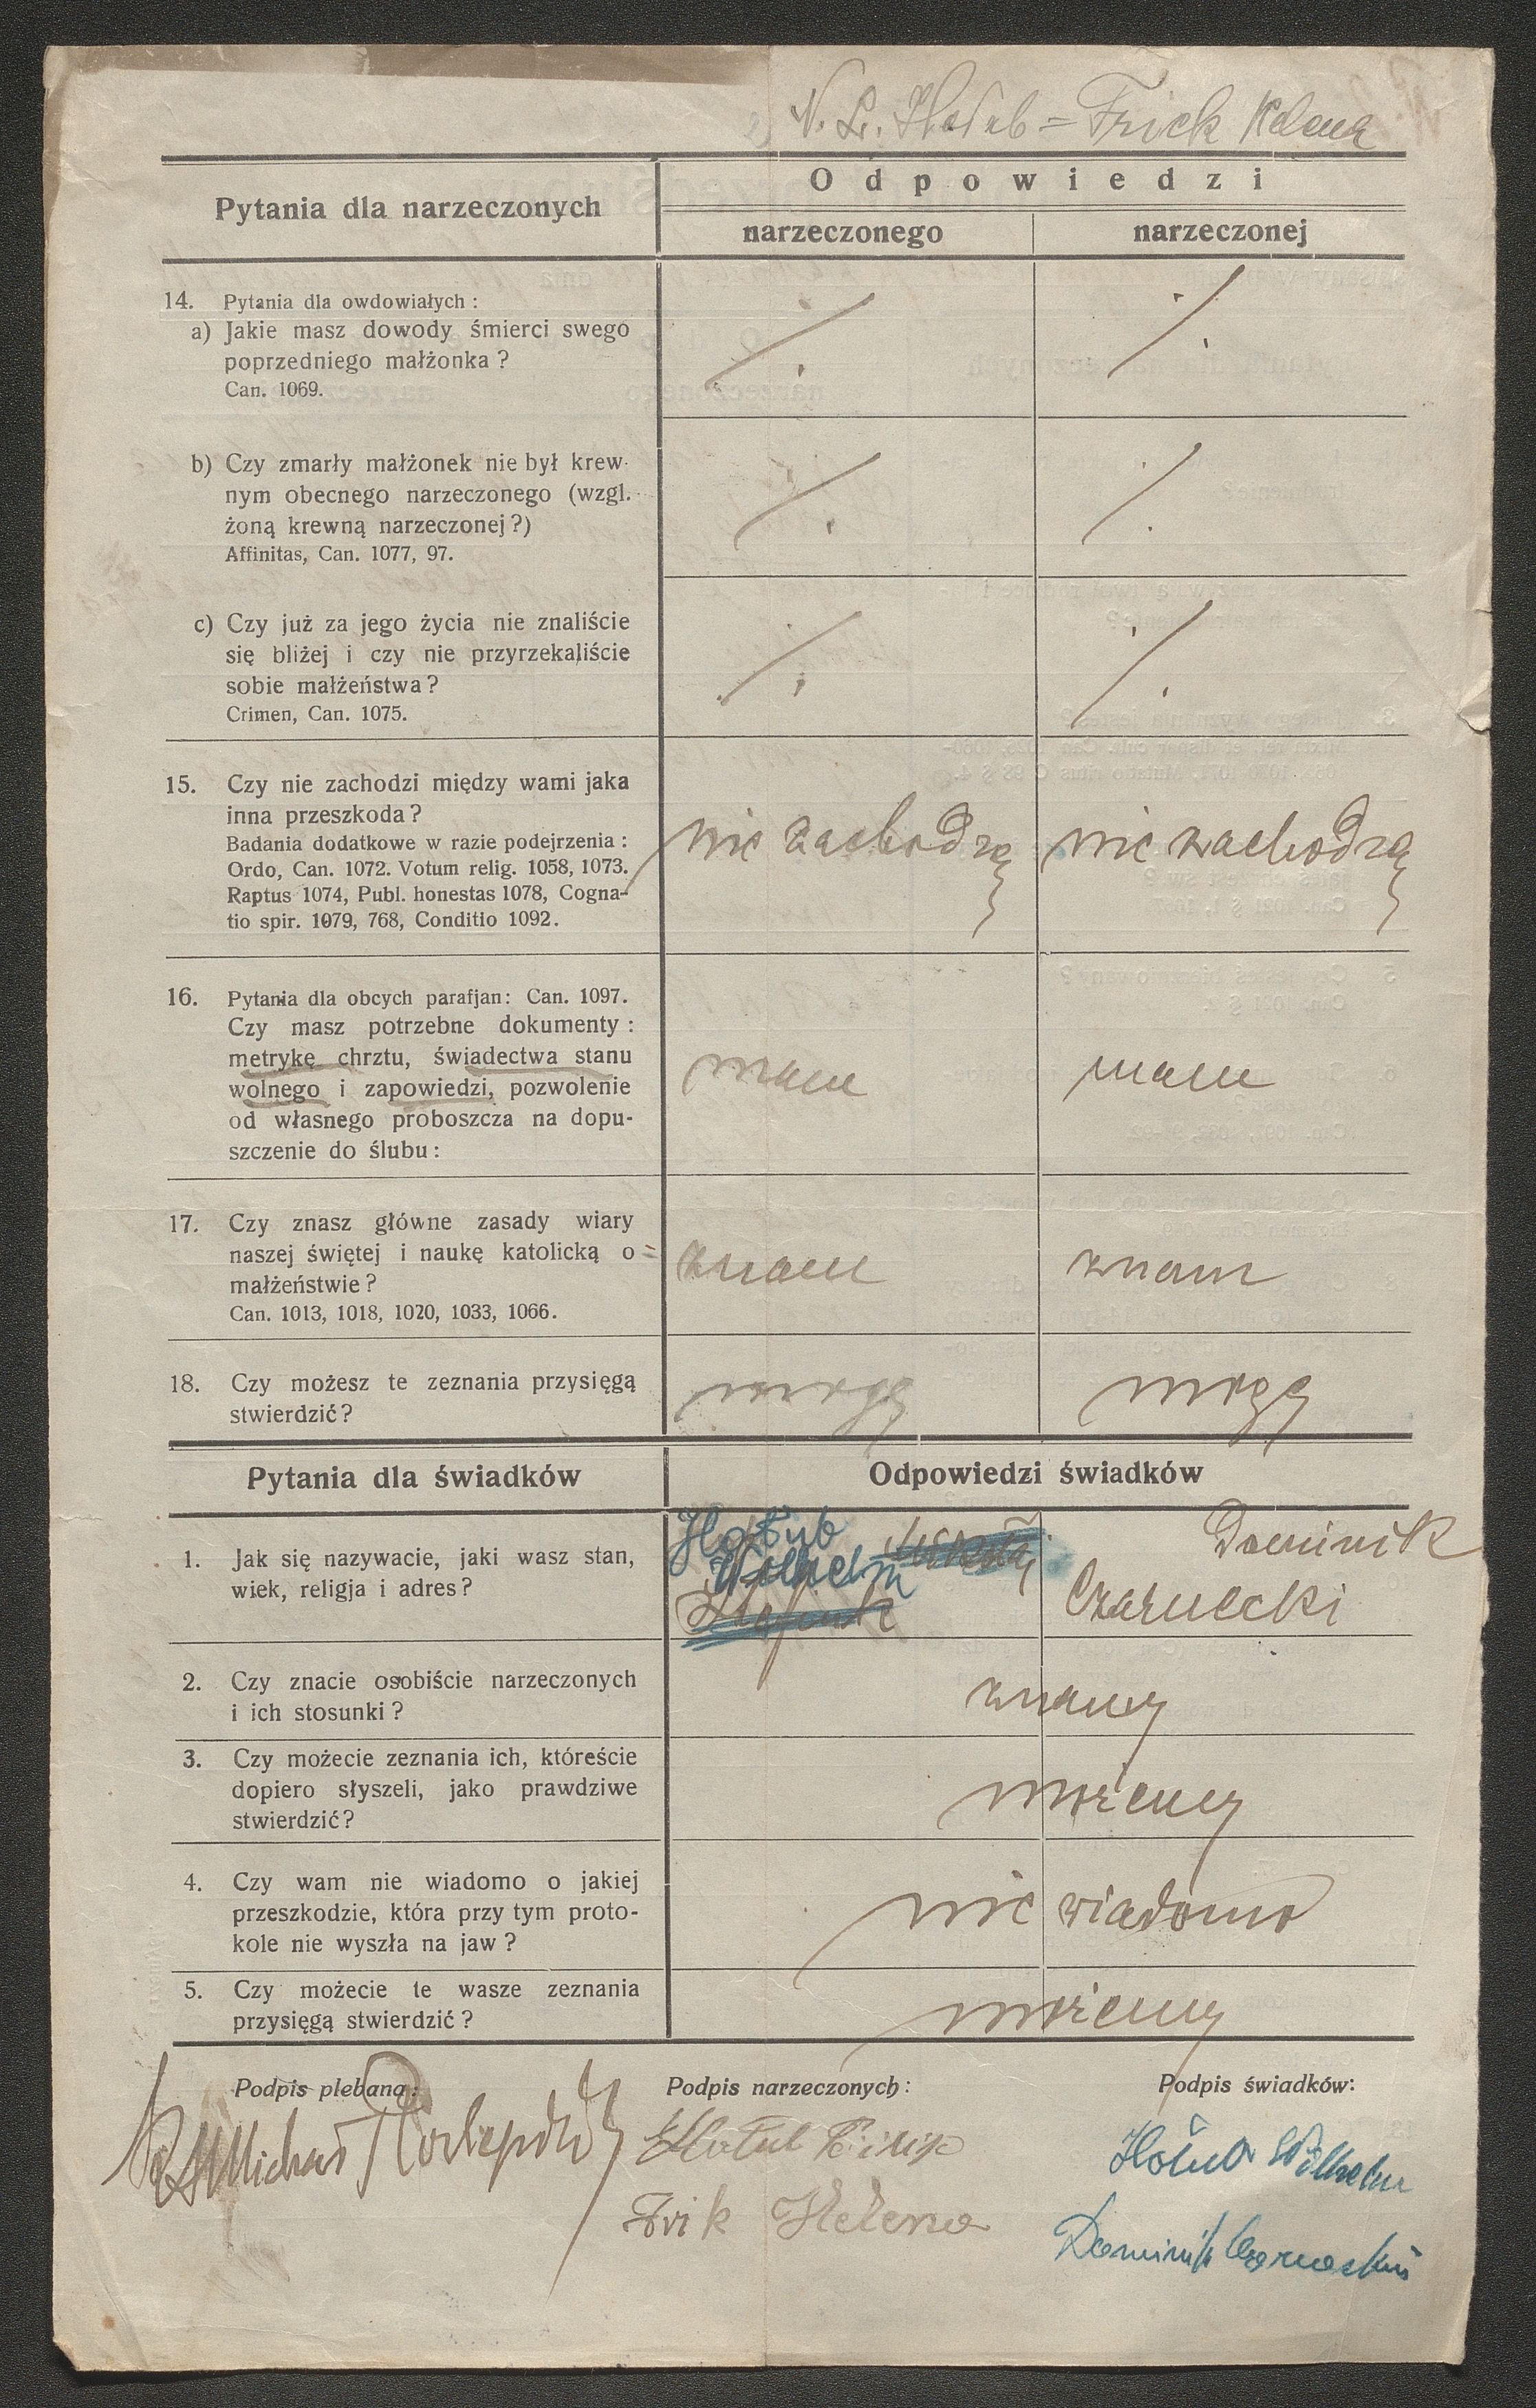 Hołub = Frick Helena
Pytania dla narzeczonych
Odpowiedzi
narzeczonego
narzeczonej
14. Pytania dla owdowiałych :
a) Jakie masz dowody śmierci swego
poprzedniego małżonka ?
Can. 1069.
b) Czy zmarły małżonek nie był krew-
nym obecnego narzeczonego (wzgl.
żoną krewną narzeczonej ?)
Affinitas, Can. 1077, 97.
c) Czy już za jego życia nie znaliście
się bliżej i czy nie przyrzekaliście
sobie małżeństwa ?
Crimen, Can. 1075.
15. Czy nie zachodzi między wami jaka
inna przeszkoda ?
Badania dodatkowe w razie podejrzenia :
Ordo, Can. 1072. Votum relig. 1058, 1073.
Raptus 1074, Publ. honestas 1078, Cogna-
tio spir. 1079, 768, Conditio 1092.
nie zachodzą
nie zachodzą
16. Pytania dla obcych parafjan: Can. 1097.
Czy masz potrzebne dokumenty :
metrykę chrztu, świadectwa stanu
wolnego i zapowiedzi, pozwolenie
od własnego proboszcza na dopu-
szczenie do ślubu :
mam
mam
17. Czy znasz główne zasady wiary
naszej świętej i naukę katolicką o
małżeństwie ?
Can. 1013, 1018, 1020, 1033, 1066.
znam
znam
18. Czy możesz te zeznania przysięgą
stwierdzić ?
mogę
mogę
Pytania dla świadków
Odpowiedzi świadków
1. Jak się nazywacie, jaki wasz stan,
wiek, religja i adres ?
Hołub
Wilhelm
Dominik
Czarnecki
2. Czy znacie osobiście narzeczonych
i ich stosunki ?
znamy
3. Czy możecie zeznania ich, któreście
dopiero słyszeli, jako prawdziwe
stwierdzić ?
możemy
4. Czy wam nie wiadomo o jakiej
przeszkodzie, która przy tym proto-
kole nie wyszła na jaw ?
nie wiadomo
5. Czy możecie te wasze zeznania
przysięgą stwierdzić ?
możemy
Podpis plebana :
Podpis narzeczonych :
Podpis świadków:
Michał
Hołub
Frik Helena
Hołub Wilhelm
Dominik Czarnecki